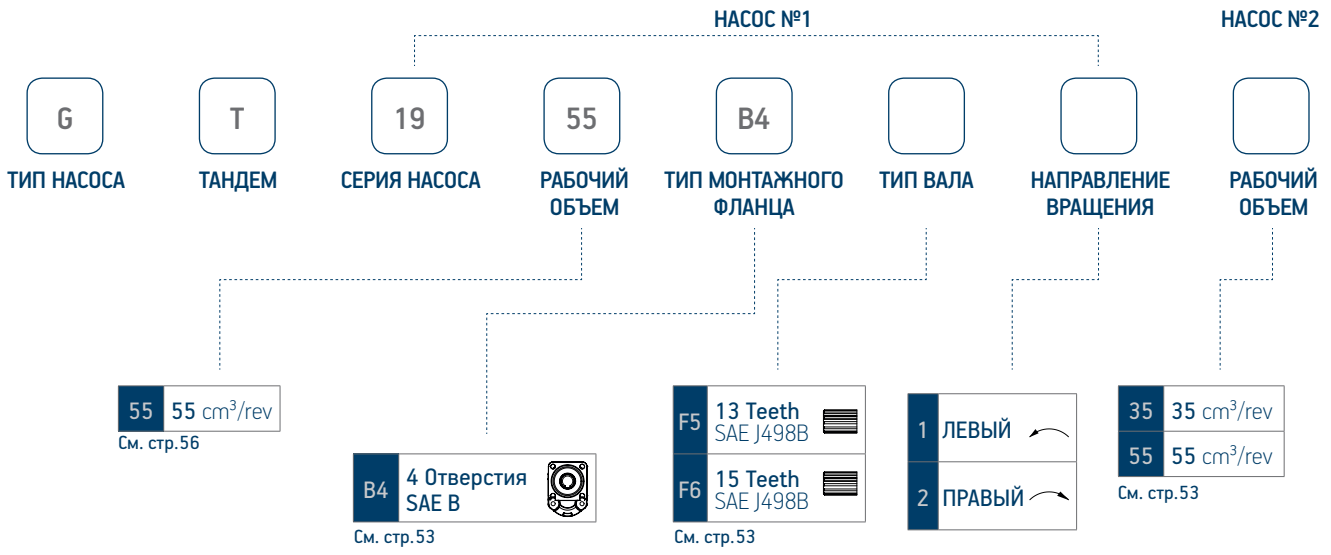 НАСОС №1
НАСОС №2
G
T
19
55
B4
ТИП НАСОСА
ТАНДЕМ
СЕРИЯ НАСОСА
РАБОЧИЙ
ОБЪЕМ
ТИП МОНТАЖНОГО
ФЛАНЦА
ТИП ВАЛА
НАПРАВЛЕНИЕ
ВРАЩЕНИЯ
РАБОЧИЙ
ОБЪЕМ
55 55 cm³/rev
См. стр.56
B4 4 Отверстия
SAE B
См. стр.53
F5 13 Teeth
SAE J498B
F6 15 Teeth
SAE J498B
См. стр.53
1 ЛЕВЫЙ
2 ПРАВЫЙ
35 35 cm³/rev
55 55 cm³/rev
См. стр.53